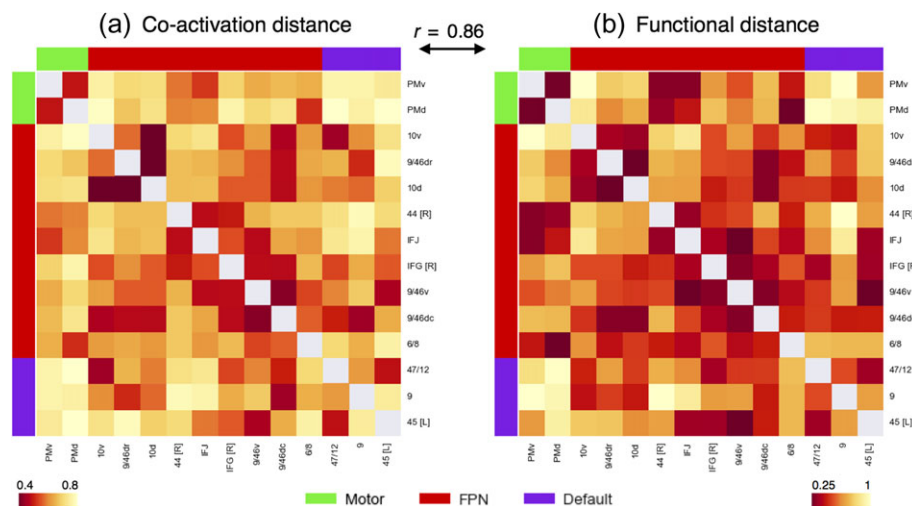 (a) Co-activation distance
r = 0.86
(b) Functional distance
PMv
PMd
10v
9/46dr
10d
44 [R]
IFJ
IFG [R]
9/46v
9/46dc
6/8
47/12
9
45 [L]
PMv
PMd
10v
9/46d
10d
44 [R]
IFJ
IFG [R]
9/46v
9/46d
6/8
47/12
9
45 [L]
PMv PMd 10v 9/46dr 10d 44 [R] IFJ IFG [R] 9/46v 9/46dc 6/8 47/12 9 45 [L]
PMv PMd 10v 9/46dr 10d 44 [R] IFJ IFG [R] 9/46v 9/46dc 6/8 47/12 9 45 [L]
0.4 0.8
Motor FPN Default
0.25 1